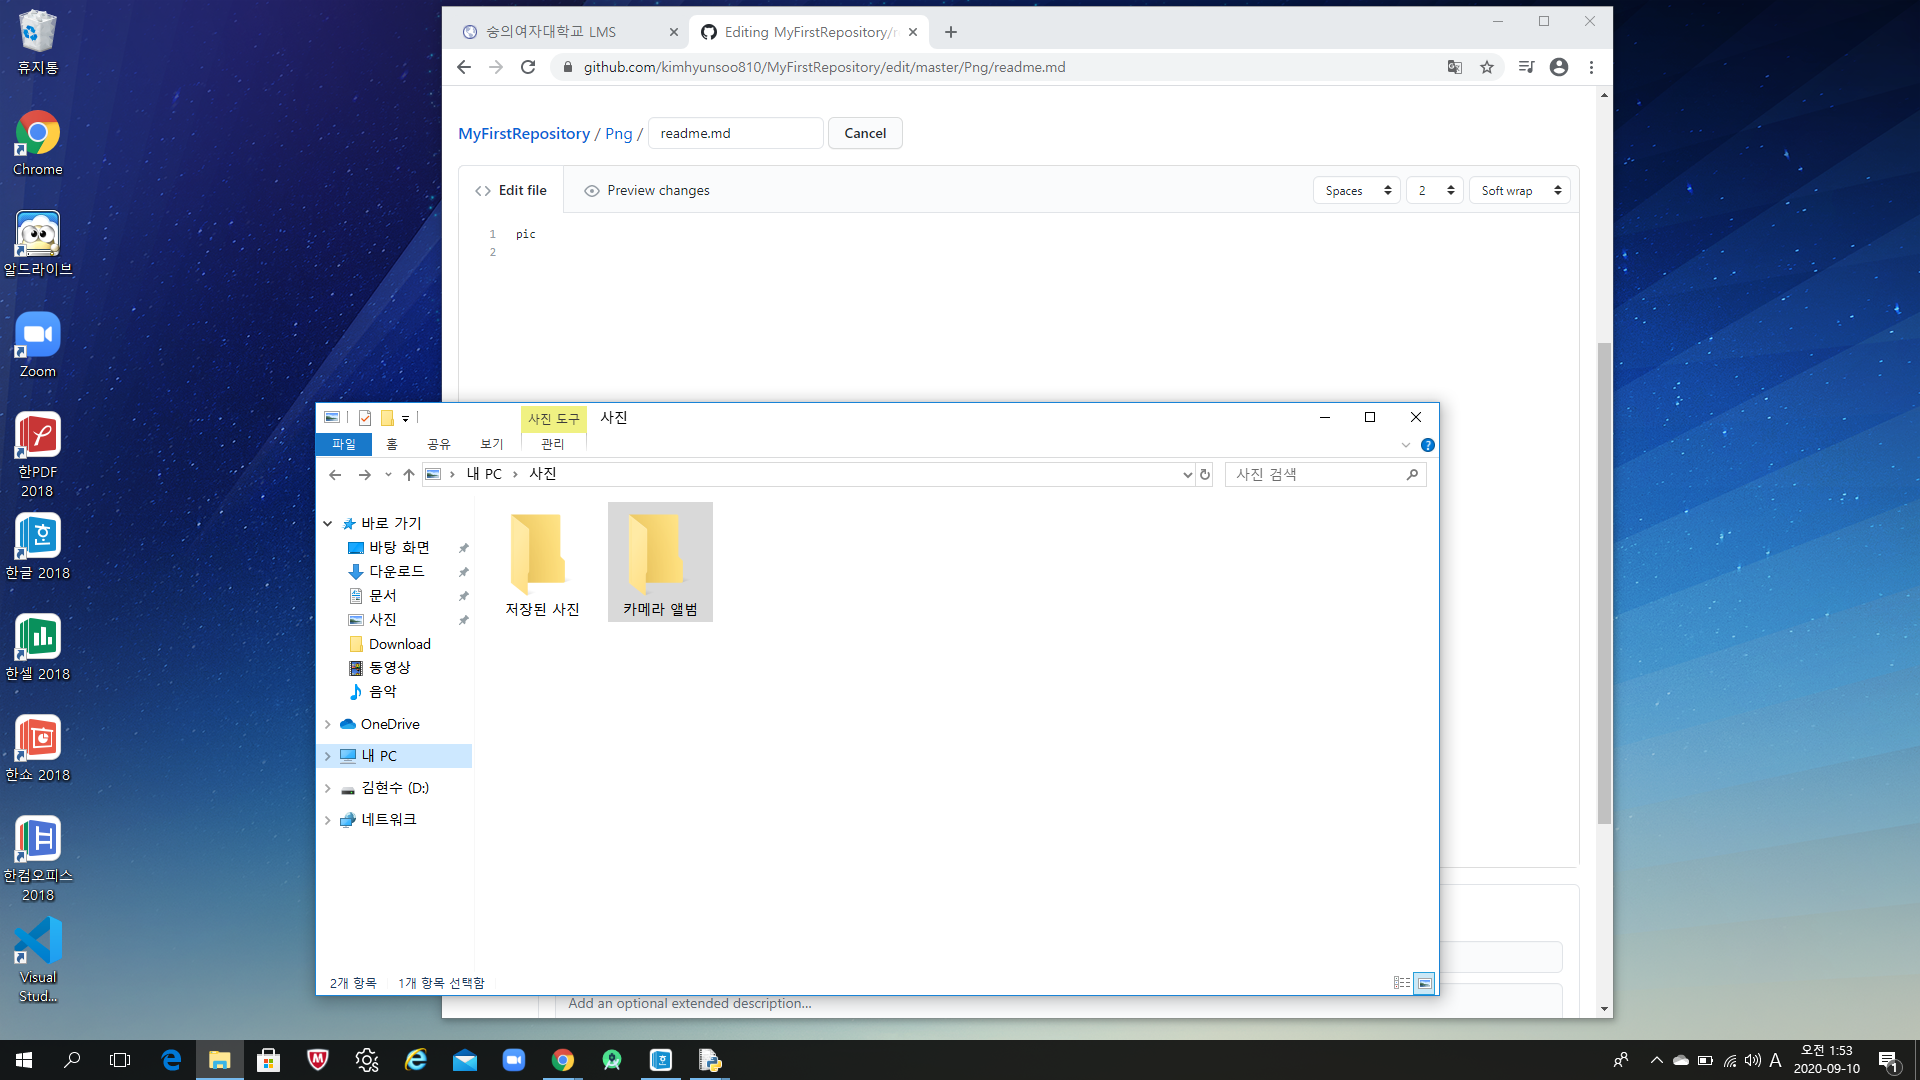 휴지통
Chrome
알드라이브
Zoom
한PDF
2018
한글 2018
한셀 2018
한쇼 2018
한컴오피스
2018
Visual
Stud...
숭의여자대학교 LMS
Editing MyFirstRepository/r
github.com/kimhyunsoo810/MyFirstRepository/edit/master/Png/readme.md
MyFirstRepository / Png / readme.md Cancel
<> Edit file Preview changes Spaces 2 Soft wrap
1 pic
2
사진 도구 사진
파일 홈 공유 보기 관리
내 PC > 사진 사진 검색
바로 가기
바탕 화면
다운로드
문서
사진
Download
동영상
음악
OneDrive
내 PC
김현수 (D:)
네트워크
저장된 사진 카메라 앨범
2개 항목 1개 항목 선택함
Add an optional extended description...
A 오전 1:53
2020-09-10
1